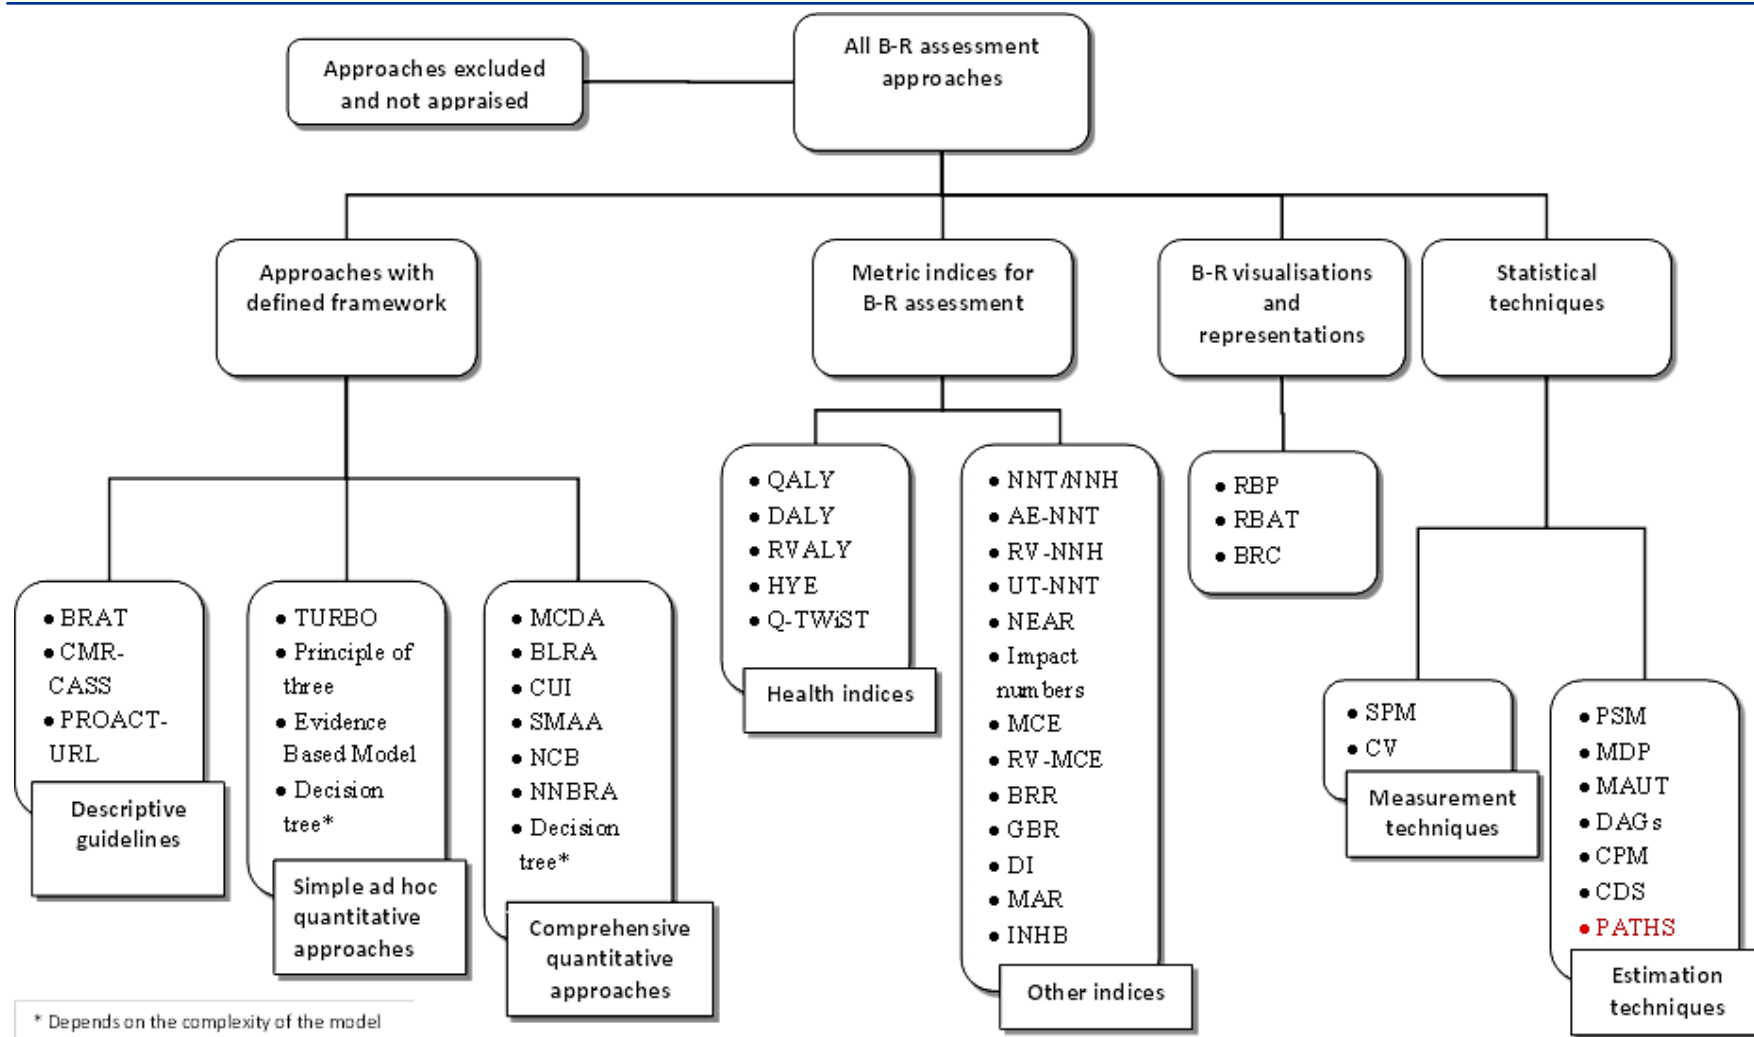 All B-R assessment
approaches
Approaches excluded
and not appraised
Approaches with
defined framework
Metric indices for
B-R assessment
B-R visualisations
and
representations
Statistical
techniques
● BRAT
● CMR-
CASS
● PROACT-
URL
Descriptive
guidelines
● TURBO
● Principle of
three
● Evidence
Based Model
● Decision
tree*
Simple ad hoc
quantitative
approaches
● MCDA
● BLRA
● CUI
● SMAA
● NCB
● NNBRA
● Decision
tree*
Comprehensive
quantitative
approaches
● QALY
● DALY
● RVALY
● HYE
● Q-TWiST
Health indices
● NNT/NNH
● AE-NNT
● RV-NNH
● UT-NNT
● NEAR
● Impact
numbers
● MCE
● RV-MCE
● BRR
● GBR
● DI
● MAR
● INHB
Other indices
● RBP
● RBAT
● BRC
● SPM
● CV
Measurement
techniques
● PSM
● MDP
● MAUT
● DAGs
● CPM
● CDS
● PATHS
Estimation
techniques
* Depends on the complexity of the model